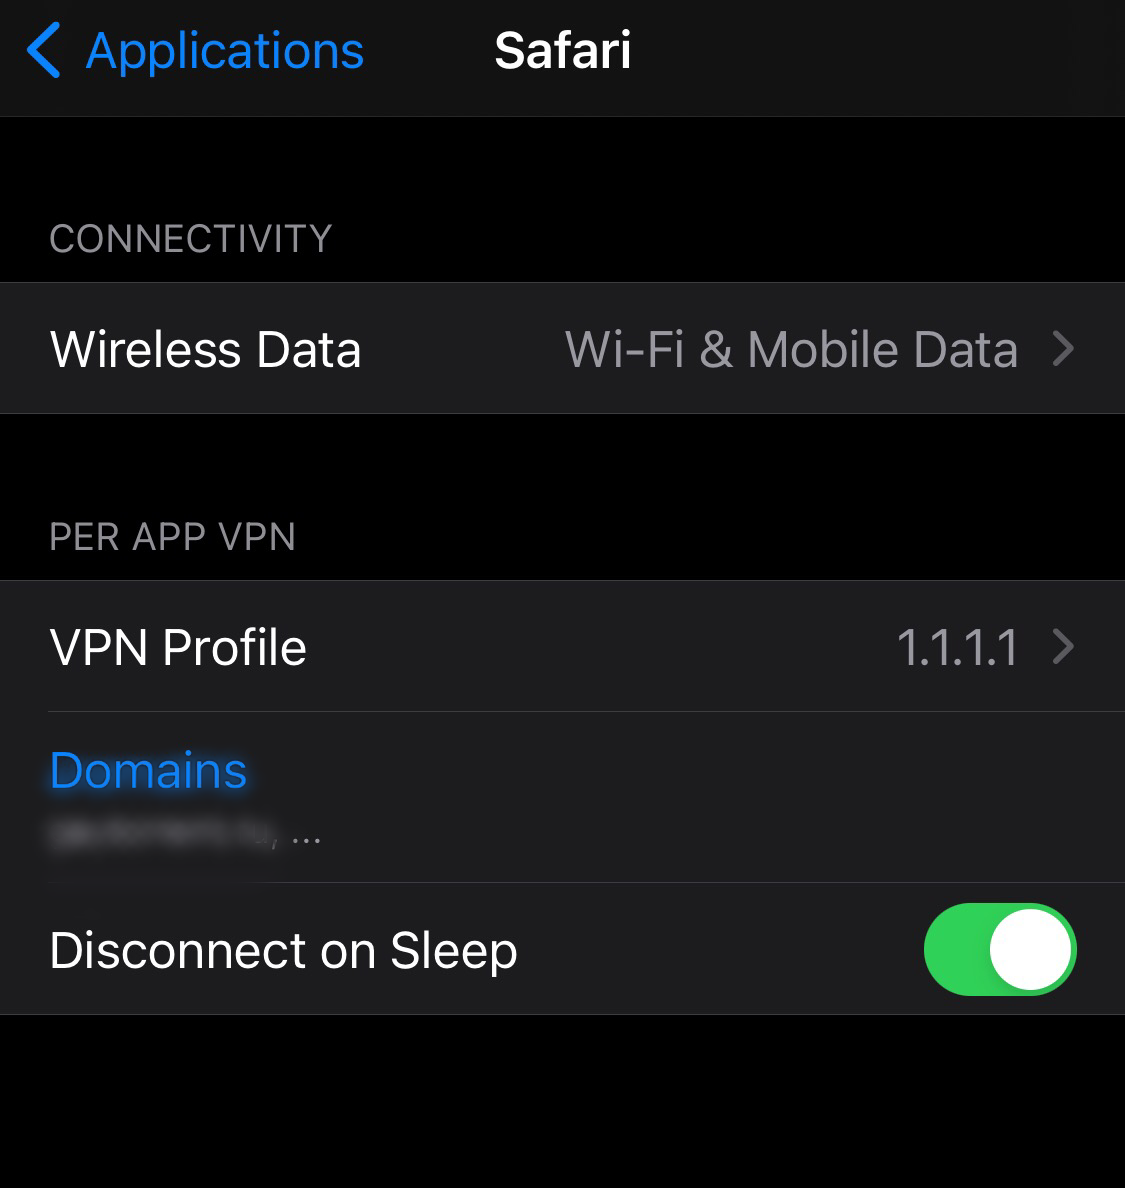 Applications Safari
CONNECTIVITY
Wireless Data Wi-Fi & Mobile Data
PER APP VPN
VPN Profile 1.1.1.1
Domains
, ...
Disconnect on Sleep